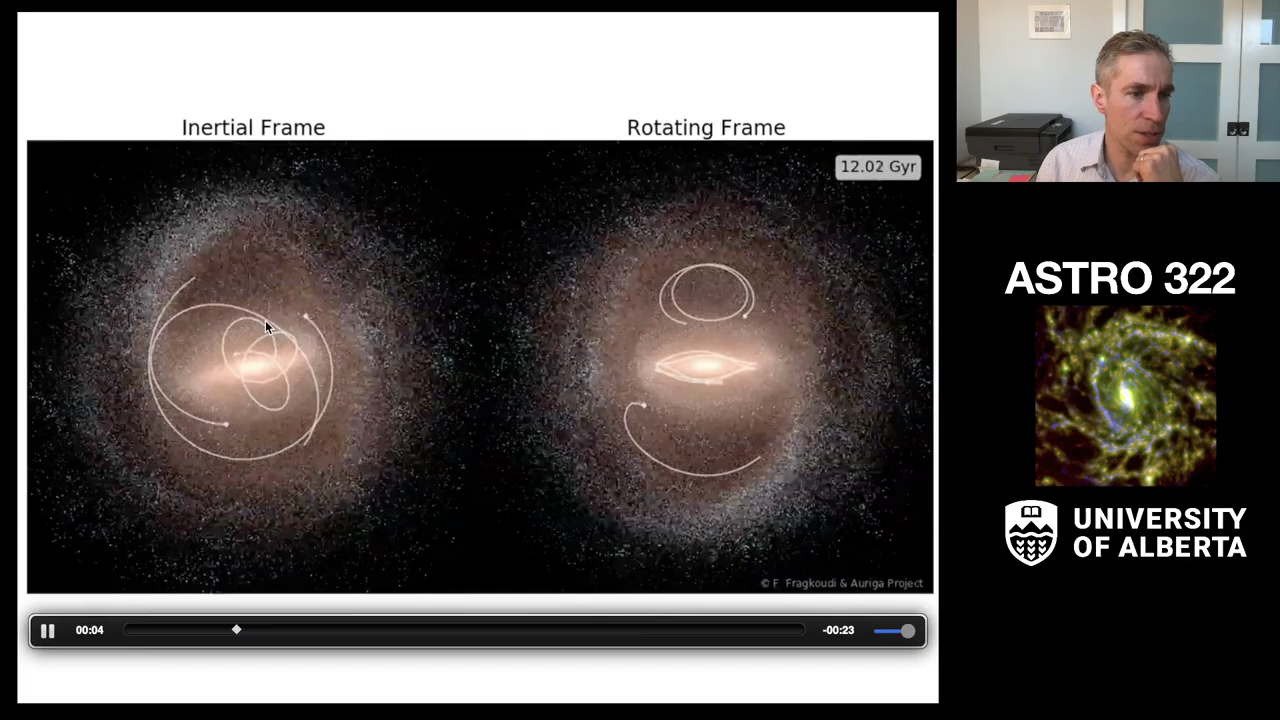 Inertial Frame
Rotating Frame
12.02 Gyr
© F. Fragkoudi & Auriga Project
00:04
-00:23
ASTRO 322
UNIVERSITY
OF ALBERTA